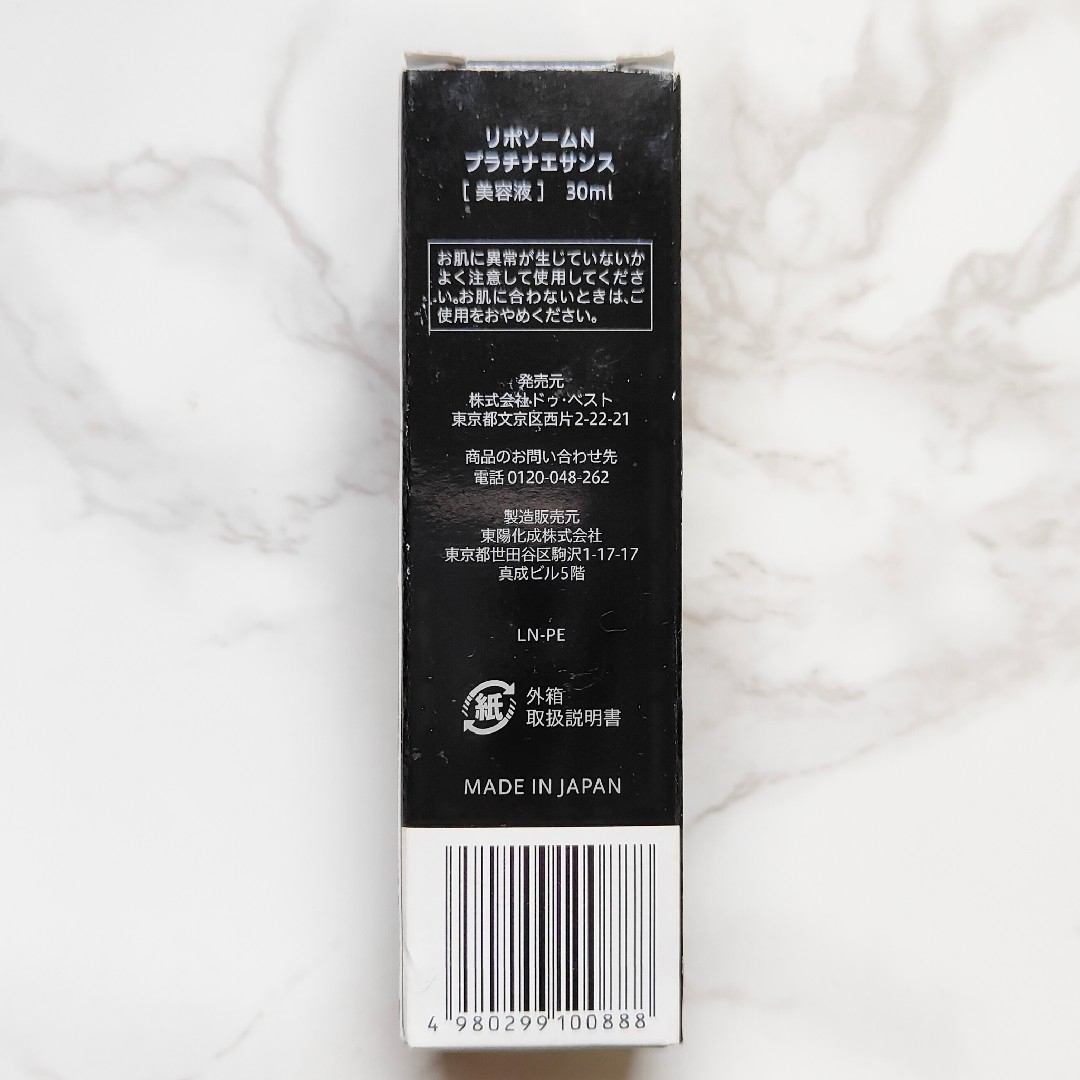 リポソームN
プラチナエサンス
[美容液] 30ml
お肌に異常が生じていないか
よく注意して使用してくださ
い。お肌に合わないときは、ご
使用をおやめください。
発売元
株式会社ドゥ・ベスト
東京都文京区西片2-22-21
商品のお問い合わせ先
電話 0120-048-262
製造販売元
東陽化成株式会社
東京都世田谷区駒沢1-17-17
真成ビル5階
LN-PE
紙 外箱
取扱説明書
MADE IN JAPAN
4 980299 100888